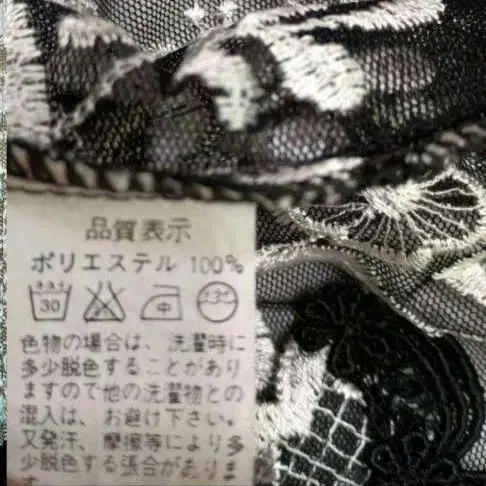 品質表示
ポリエステル 100%
30 中
色物の場合は、洗濯時に
多少脱色することがあり
ますので他の洗濯物との
混入は、お避け下さい。
又発汗、摩擦等により多
少脱色する場合がありま
す